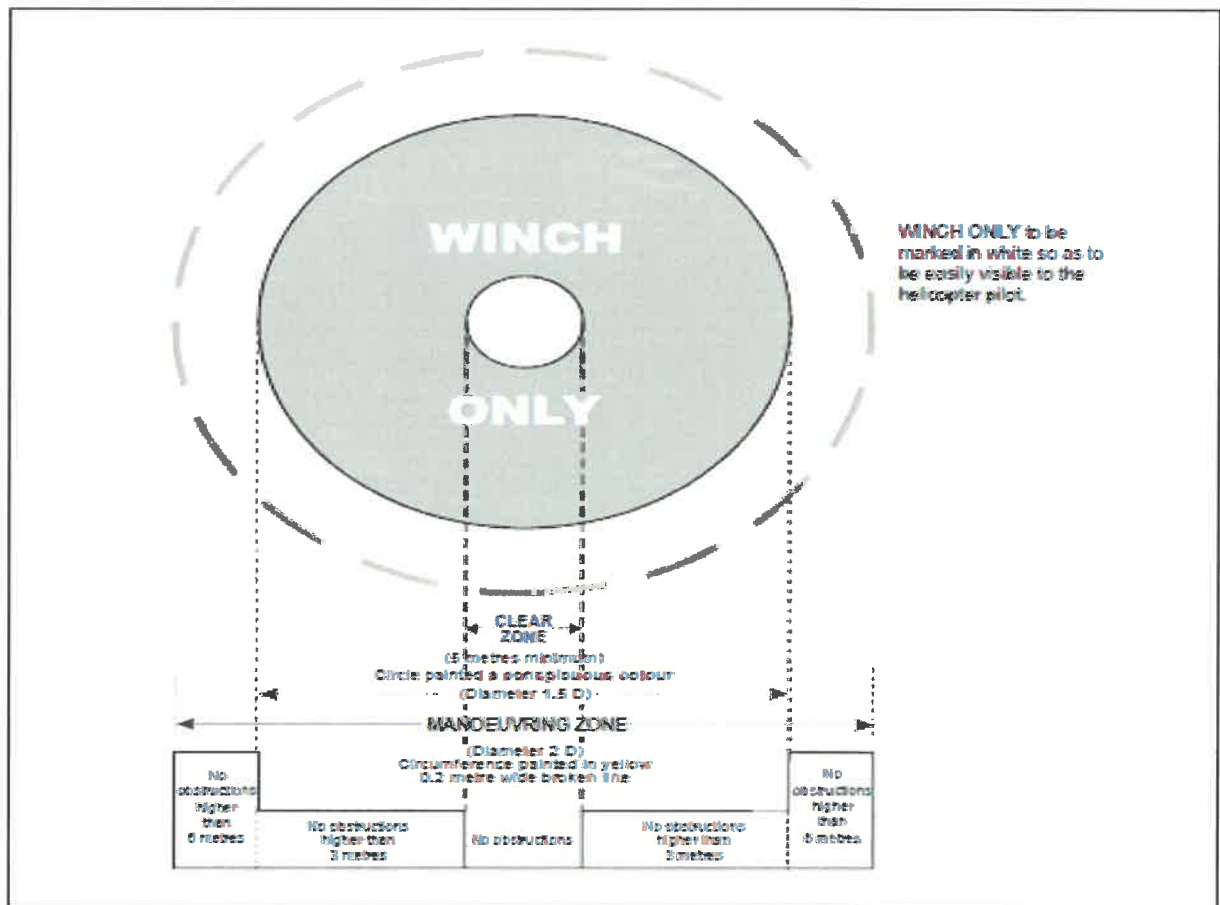 WINCH
ONLY
WINCH ONLY to be
marked in white so as to
be easily visible to the
helicopter pilot.
CLEAR
ZONE
(5 metres minimum)
Circle painted a conspicuous colour
(Diameter 1.5 D)
MANOEUVRING ZONE
(Diameter 2 D)
Circumference painted in yellow
0.2 metre wide broken line
No
obstructions
higher
than
6 metres
No obstructions
higher than
3 metres
No obstructions
No obstructions
higher than
3 metres
No
obstructions
higher
than
6 metres